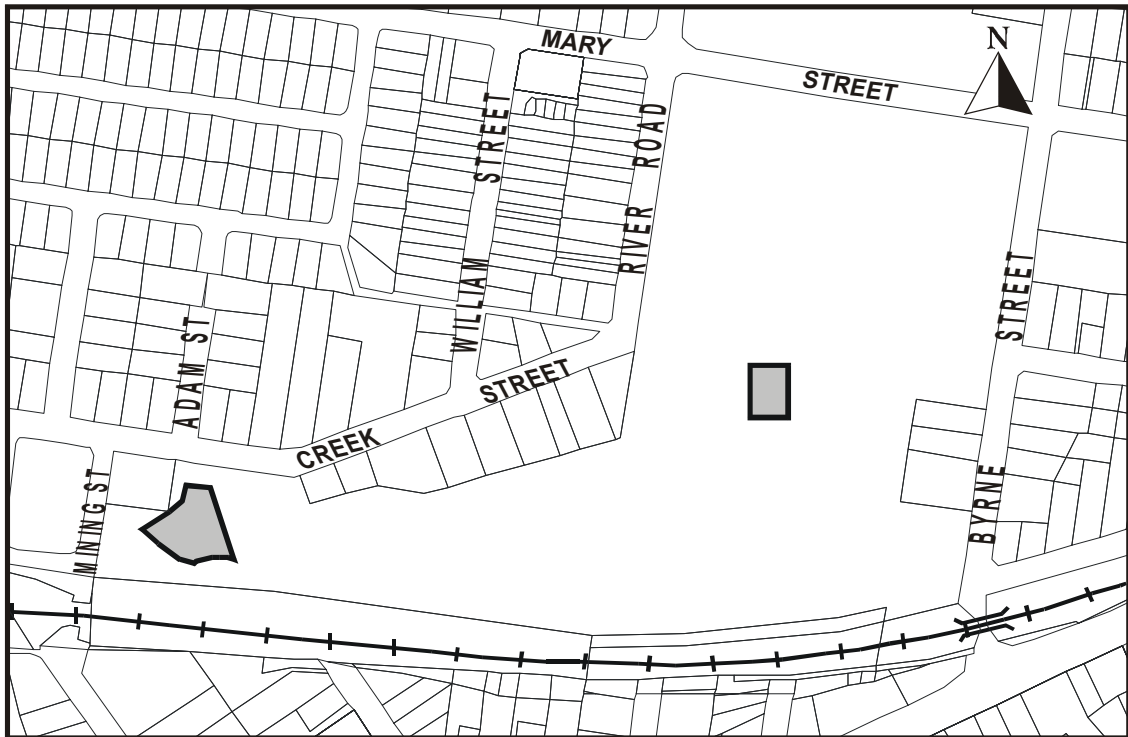 MARY
STREET
N
WILLIAM STREET
RIVER ROAD
ADAM ST
CREEK STREET
BYRNE STREET
MINING ST